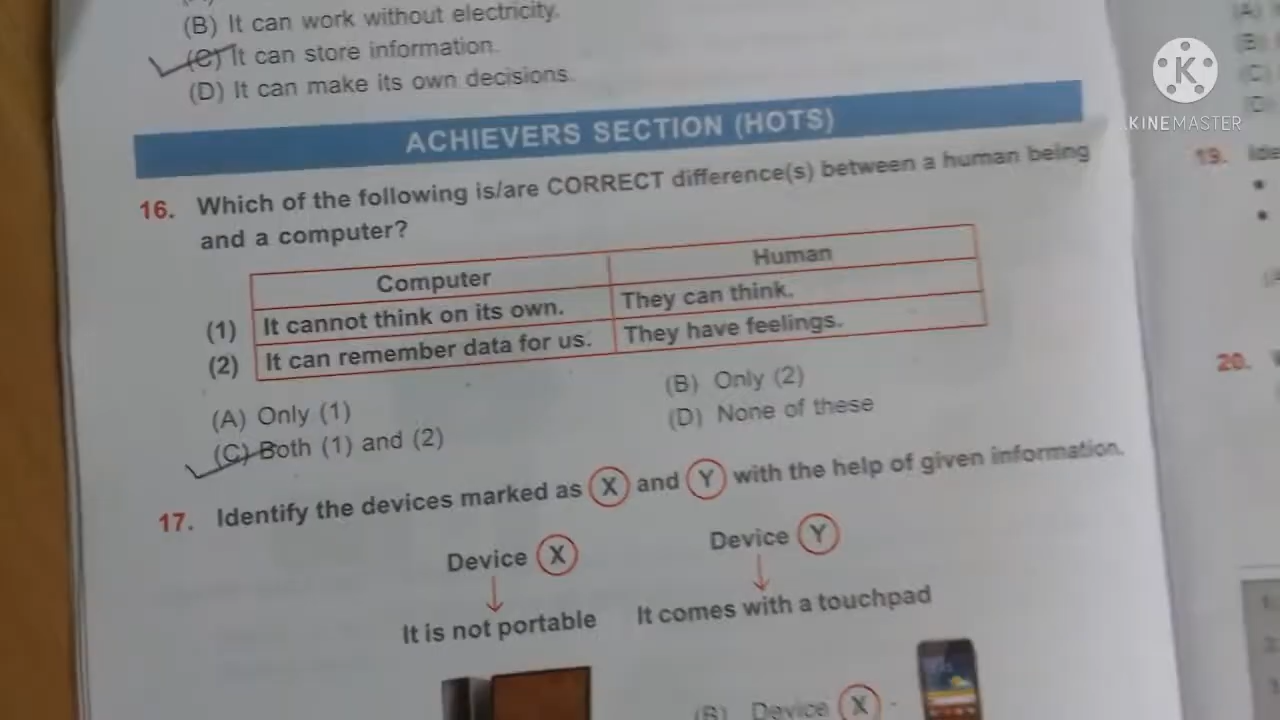 (B) It can work without electricity.
(C) It can store information.
(D) It can make its own decisions.
K
KINEMASTER
ACHIEVERS SECTION (HOTS)
16. Which of the following is/are CORRECT difference(s) between a human being
and a computer?
Computer Human
(1) It cannot think on its own. They can think.
(2) It can remember data for us. They have feelings.
(A) Only (1) (B) Only (2)
(C) Both (1) and (2) (D) None of these
17. Identify the devices marked as X and Y with the help of given information.
Device X Device Y
It is not portable It comes with a touchpad
(B) Device X -
19.
20.